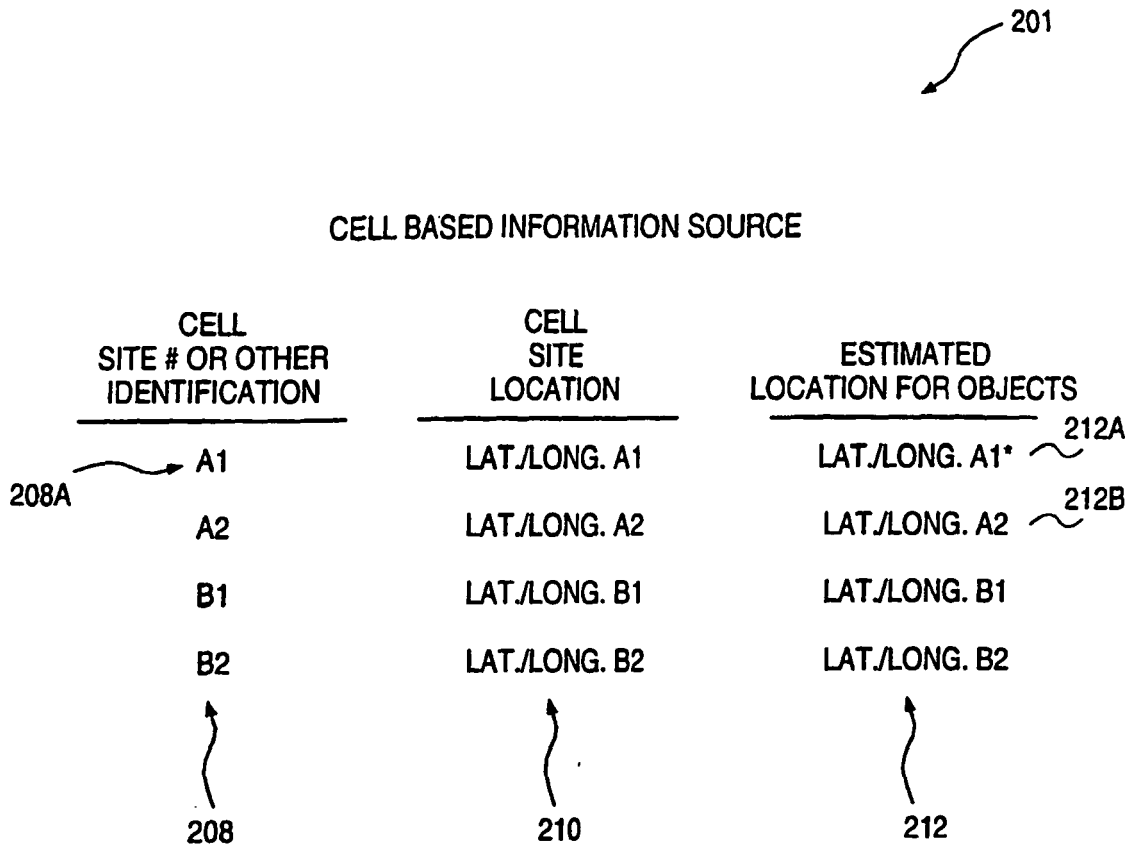 201
CELL BASED INFORMATION SOURCE
CELL
SITE # OR OTHER
IDENTIFICATION
CELL
SITE
LOCATION
ESTIMATED
LOCATION FOR OBJECTS
A1 LAT./LONG. A1 LAT./LONG. A1* 212A
208A
A2 LAT./LONG. A2 LAT./LONG. A2 212B
B1 LAT./LONG. B1 LAT./LONG. B1
B2 LAT./LONG. B2 LAT./LONG. B2
208 210 212